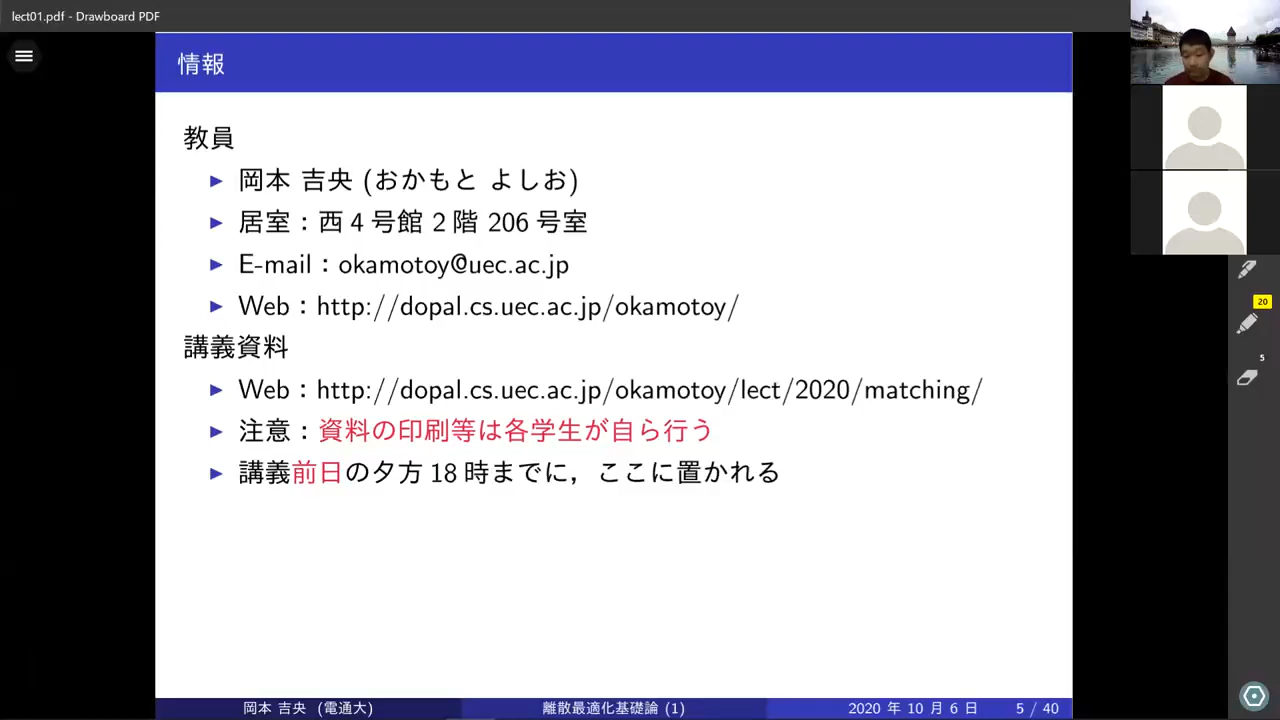 lect01.pdf - Drawboard PDF
情報
教員
岡本 吉央 (おかもと よしお)
居室：西 4 号館 2 階 206 号室
E-mail：okamotoy@uec.ac.jp
Web：http://dopal.cs.uec.ac.jp/okamotoy/
講義資料
Web：http://dopal.cs.uec.ac.jp/okamotoy/lect/2020/matching/
注意：資料の印刷等は各学生が自ら行う
講義前日の夕方 18 時までに，ここに置かれる
20
5
岡本 吉央 (電通大)
離散最適化基礎論 (1)
2020 年 10 月 6 日
5 / 40